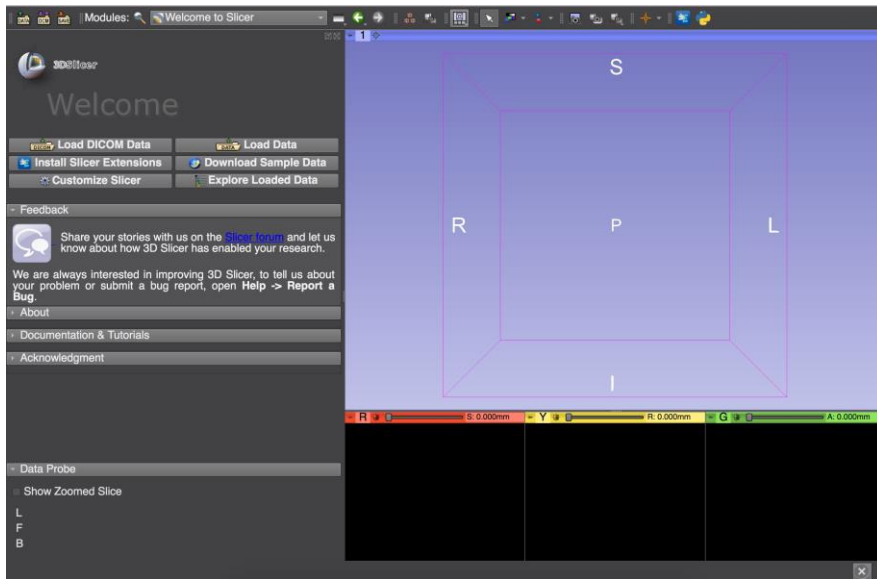 Modules: Welcome to Slicer
1
3DSlicer
Welcome
Load DICOM Data Load Data
Install Slicer Extensions Download Sample Data
Customize Slicer Explore Loaded Data
Feedback
Share your stories with us on the Slicer forum and let us
know about how 3D Slicer has enabled your research.
We are always interested in improving 3D Slicer, to tell us about
your problem or submit a bug report, open Help -> Report a
Bug.
About
Documentation & Tutorials
Acknowledgment
Data Probe
Show Zoomed Slice
L
F
B
S
R P L
I
R S: 0.000mm Y R: 0.000mm G A: 0.000mm